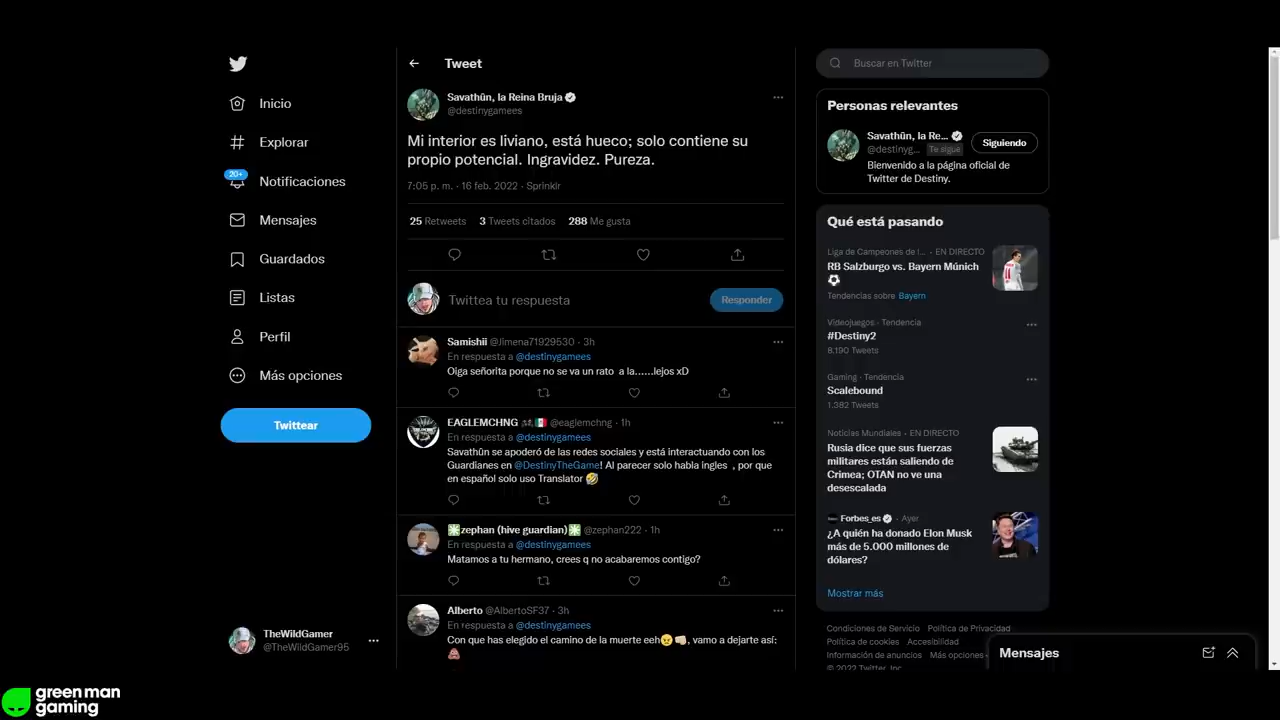 Inicio
Explorar
20+
Notificaciones
Mensajes
Guardados
Listas
Perfil
Más opciones
Twittear
TheWildGamer
@TheWildGamer95
Tweet
Savathûn, la Reina Bruja
@destinygamees
Mi interior es liviano, está hueco; solo contiene su
propio potencial. Ingravidez. Pureza.
7:05 p. m. · 16 feb. 2022 · Sprinklr
25 Retweets 3 Tweets citados 288 Me gusta
Twittea tu respuesta
Responder
Samishii @Jimena71929530 · 3h
En respuesta a @destinygamees
Oiga señorita porque no se va un rato a la......lejos xD
EAGLEMCHNG @eaglemchng · 1h
En respuesta a @destinygamees
Savathûn se apoderó de las redes sociales y está interactuando con los
Guardianes en @DestinyTheGame! Al parecer solo habla ingles , por que
en español solo uso Translator 🤣
✳️zephan (hive guardian)✳️ @zephan222 · 1h
En respuesta a @destinygamees
Matamos a tu hermano, crees q no acabaremos contigo?
Alberto @AlbertoSF37 · 3h
En respuesta a @destinygamees
Con que has elegido el camino de la muerte eeh😠👊🏻, vamo a dejarte así:
💩
Buscar en Twitter
Personas relevantes
Savathûn, la Re...
@destinyg... Te sigue
Siguiendo
Bienvenido a la página oficial de
Twitter de Destiny.
Qué está pasando
Liga de Campeones de l... · EN DIRECTO
RB Salzburgo vs. Bayern Múnich
⚽
Tendencias sobre Bayern
Videojuegos · Tendencia
#Destiny2
8.190 Tweets
Gaming · Tendencia
Scalebound
1.382 Tweets
Noticias Mundiales · EN DIRECTO
Rusia dice que sus fuerzas
militares están saliendo de
Crimea; OTAN no ve una
desescalada
Forbes_es · Ayer
¿A quién ha donado Elon Musk
más de 5.000 millones de
dólares?
Mostrar más
Condiciones de Servicio Política de Privacidad
Política de cookies Accesibilidad
Información de anuncios Más opciones
© 2022 Twitter, Inc.
Mensajes
green man
gaming